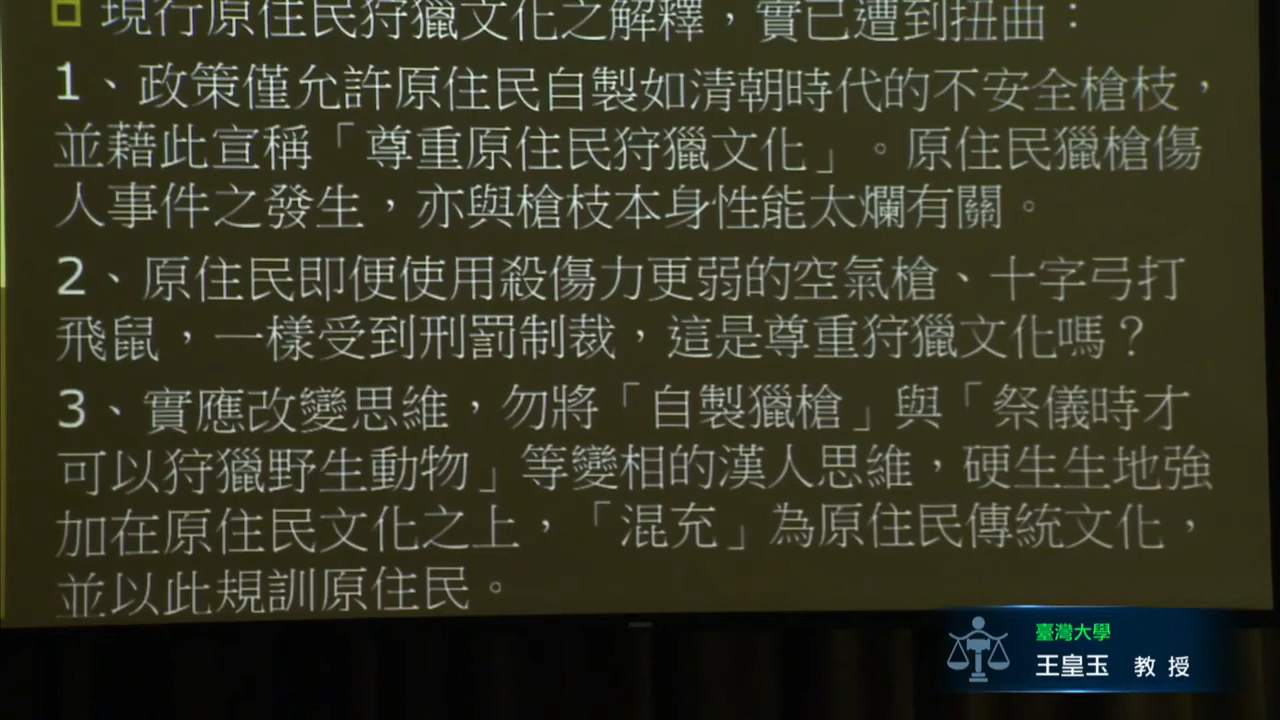 現行原住民狩獵文化之解釋，實已遭到扭曲：
1、政策僅允許原住民自製如清朝時代的不安全槍枝，
並藉此宣稱「尊重原住民狩獵文化」。原住民獵槍傷
人事件之發生，亦與槍枝本身性能太爛有關。
2、原住民即便使用殺傷力更弱的空氣槍、十字弓打
飛鼠，一樣受到刑罰制裁，這是尊重狩獵文化嗎？
3、實應改變思維，勿將「自製獵槍」與「祭儀時才
可以狩獵野生動物」等變相的漢人思維，硬生生地強
加在原住民文化之上，「混充」為原住民傳統文化，
並以此規訓原住民。
臺灣大學
王皇玉 教授